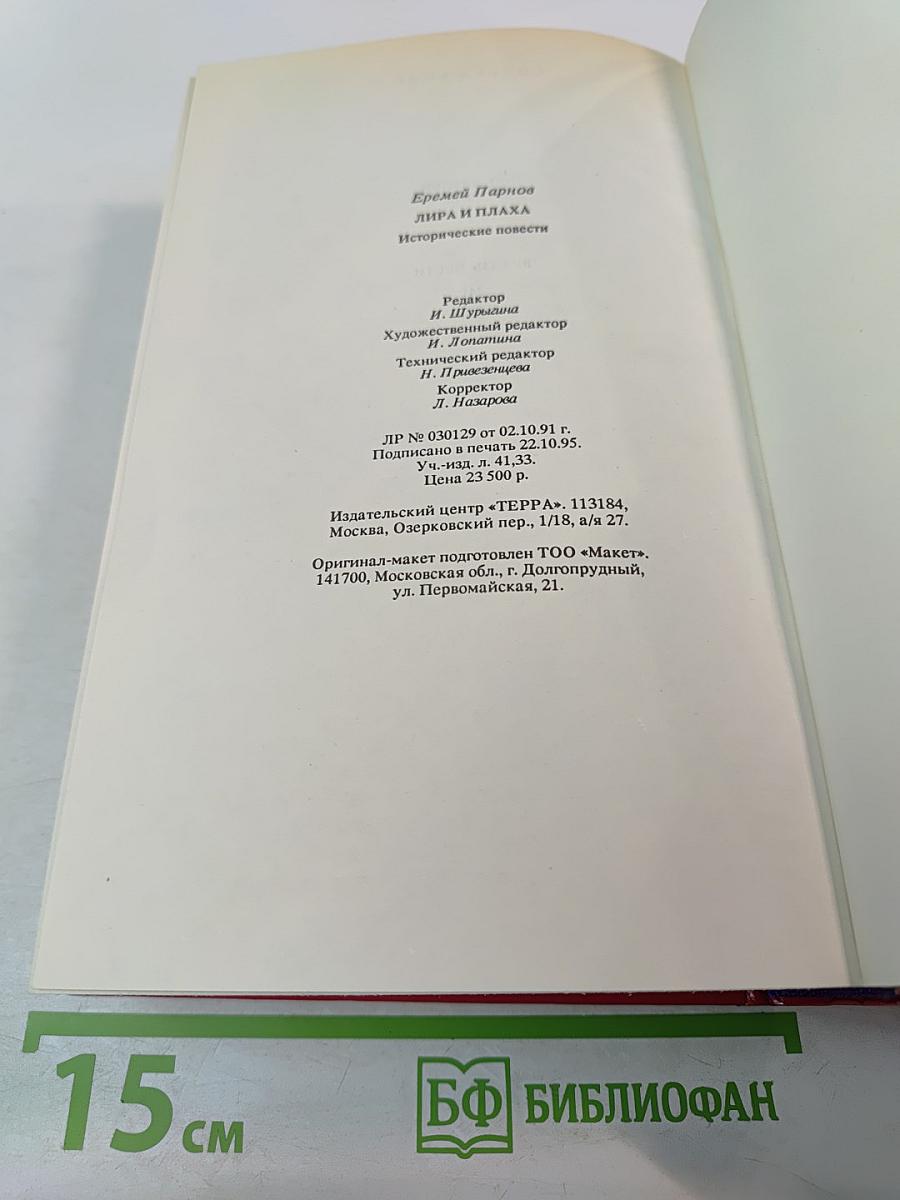 Еремей Парнов
ЛИРА И ПЛАХА
Исторические повести
Редактор
И. Шурыгина
Художественный редактор
И. Лопатина
Технический редактор
Н. Привезенцева
Корректор
Л. Назарова
ЛР № 030129 от 02.10.91 г.
Подписано в печать 22.10.95.
Уч.-изд. л. 41,33.
Цена 23 500 р.
Издательский центр «ТЕРРА». 113184,
Москва, Озерковский пер., 1/18, а/я 27.
Оригинал-макет подготовлен ТОО «Макет».
141700, Московская обл., г. Долгопрудный,
ул. Первомайская, 21.
15 см
БФ БИБЛИОФАН